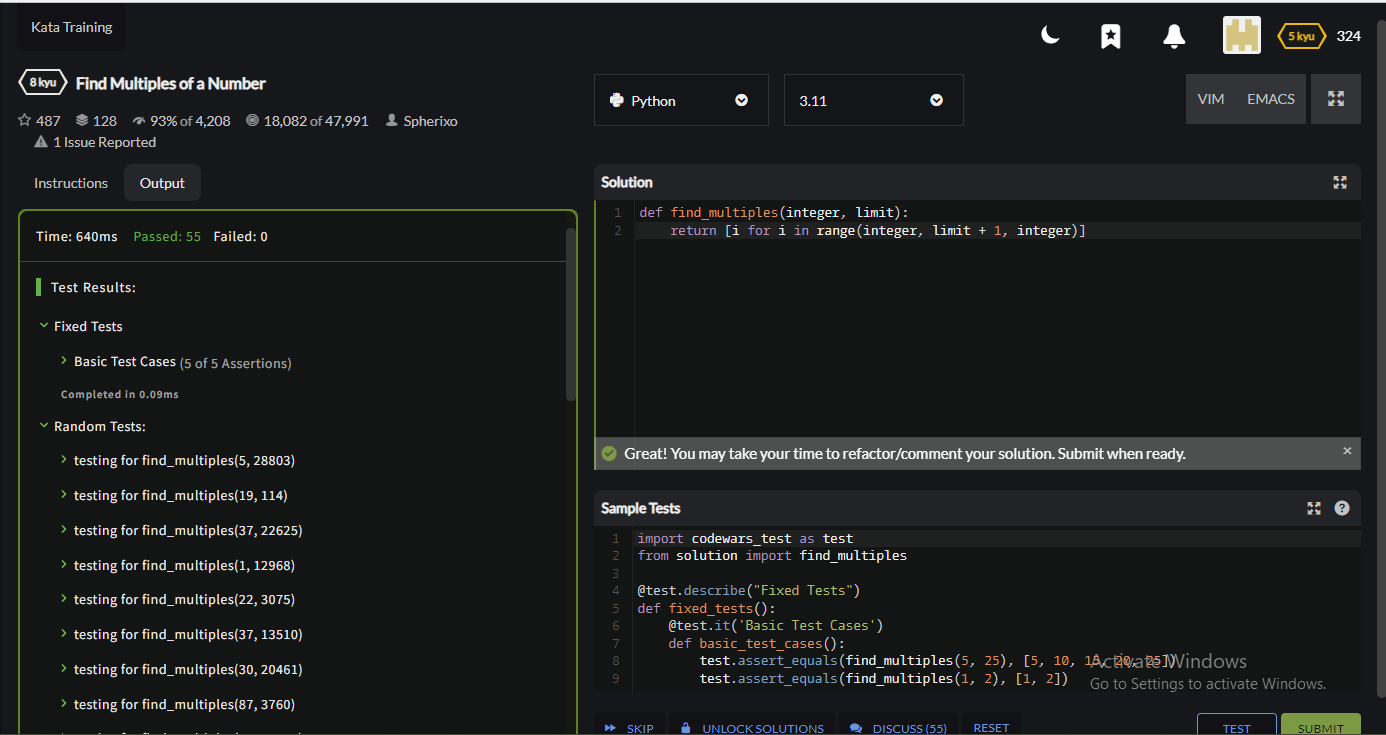 Kata Training
5 kyu 324
8 kyu Find Multiples of a Number
487 128 93% of 4,208 18,082 of 47,991 Spherixo
1 Issue Reported
Python 3.11 VIM EMACS
Instructions Output
Time: 640ms Passed: 55 Failed: 0
Test Results:
Fixed Tests
Basic Test Cases (5 of 5 Assertions)
Completed in 0.09ms
Random Tests:
testing for find_multiples(5, 28803)
testing for find_multiples(19, 114)
testing for find_multiples(37, 22625)
testing for find_multiples(1, 12968)
testing for find_multiples(22, 3075)
testing for find_multiples(37, 13510)
testing for find_multiples(30, 20461)
testing for find_multiples(87, 3760)
Solution
1 def find_multiples(integer, limit):
2     return [i for i in range(integer, limit + 1, integer)]
Great! You may take your time to refactor/comment your solution. Submit when ready.
Sample Tests
?
1 import codewars_test as test
2 from solution import find_multiples
3
4 @test.describe("Fixed Tests")
5 def fixed_tests():
6     @test.it('Basic Test Cases')
7     def basic_test_cases():
8         test.assert_equals(find_multiples(5, 25), [5, 10, 15, 20, 25])
9         test.assert_equals(find_multiples(1, 2), [1, 2])
Activate Windows
Go to Settings to activate Windows.
SKIP UNLOCK SOLUTIONS DISCUSS (55) RESET TEST SUBMIT